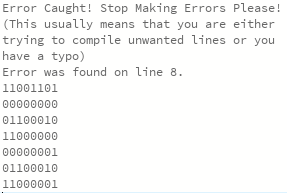 Error Caught! Stop Making Errors Please!
(This usually means that you are either
trying to compile unwanted lines or you
have a typo)
Error was found on line 8.
11001101
00000000
01100010
11000000
00000001
01100010
11000001